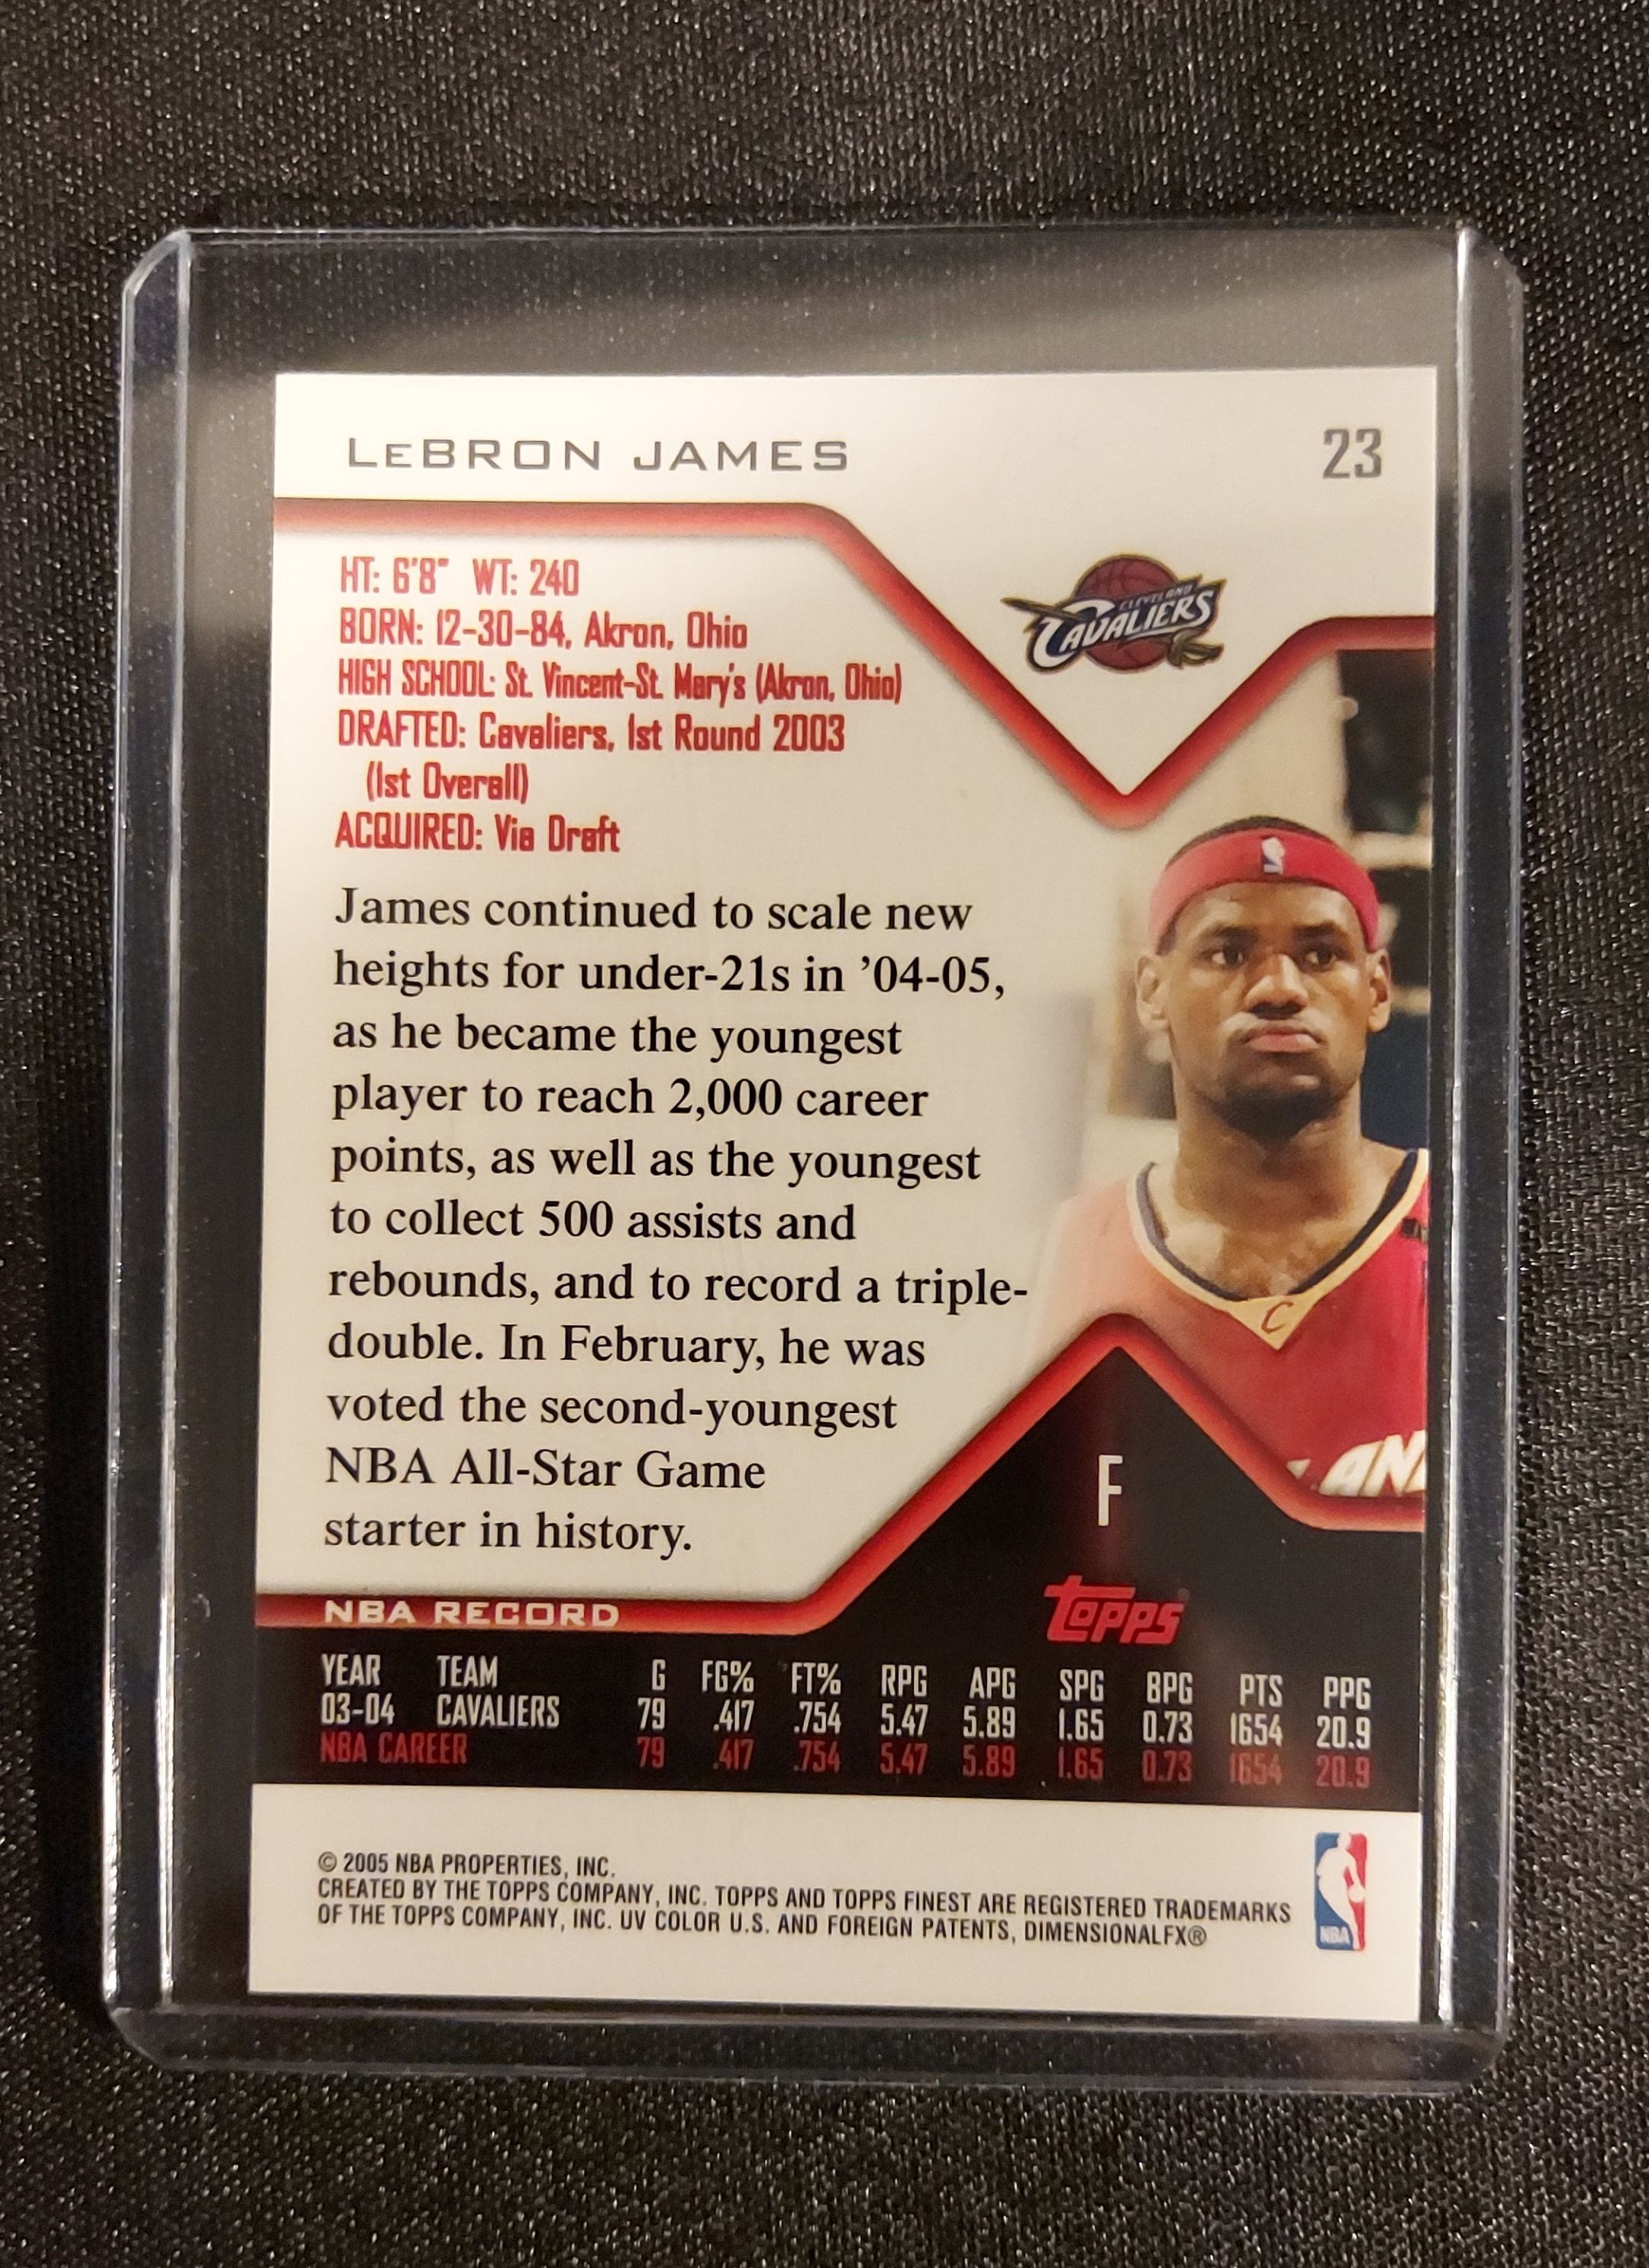 LeBRON JAMES
23
CLEVELAND
CAVALIERS
HT: 6'8" WT: 240
BORN: 12-30-84, Akron, Ohio
HIGH SCHOOL: St. Vincent-St. Mary's (Akron, Ohio)
DRAFTED: Cavaliers, 1st Round 2003
(1st Overall)
ACQUIRED: Via Draft
James continued to scale new
heights for under-21s in ’04-05,
as he became the youngest
player to reach 2,000 career
points, as well as the youngest
to collect 500 assists and
rebounds, and to record a triple-
double. In February, he was
voted the second-youngest
NBA All-Star Game
starter in history.
C
LAND
F
topps
NBA RECORD
YEAR TEAM G FG% FT% RPG APG SPG BPG PTS PPG
03-04 CAVALIERS 79 .417 .754 5.47 5.89 1.65 0.73 1654 20.9
NBA CAREER 79 .417 .754 5.47 5.89 1.65 0.73 1654 20.9
© 2005 NBA PROPERTIES, INC.
CREATED BY THE TOPPS COMPANY, INC. TOPPS AND TOPPS FINEST ARE REGISTERED TRADEMARKS
OF THE TOPPS COMPANY, INC. UV COLOR U.S. AND FOREIGN PATENTS, DIMENSIONALFX®
NBA